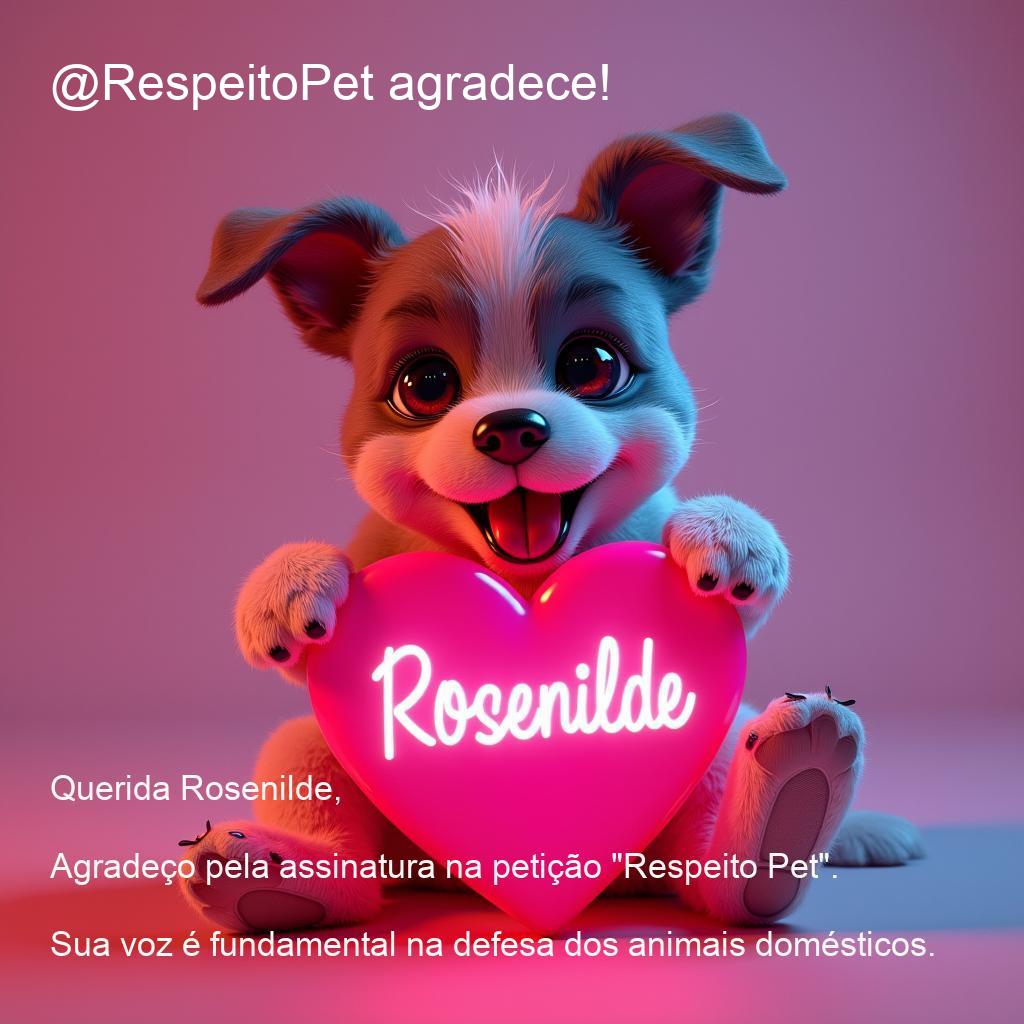 @RespeitoPet agradece!
Rosenilde
Querida Rosenilde,
Agradeço pela assinatura na petição "Respeito Pet".
Sua voz é fundamental na defesa dos animais domésticos.